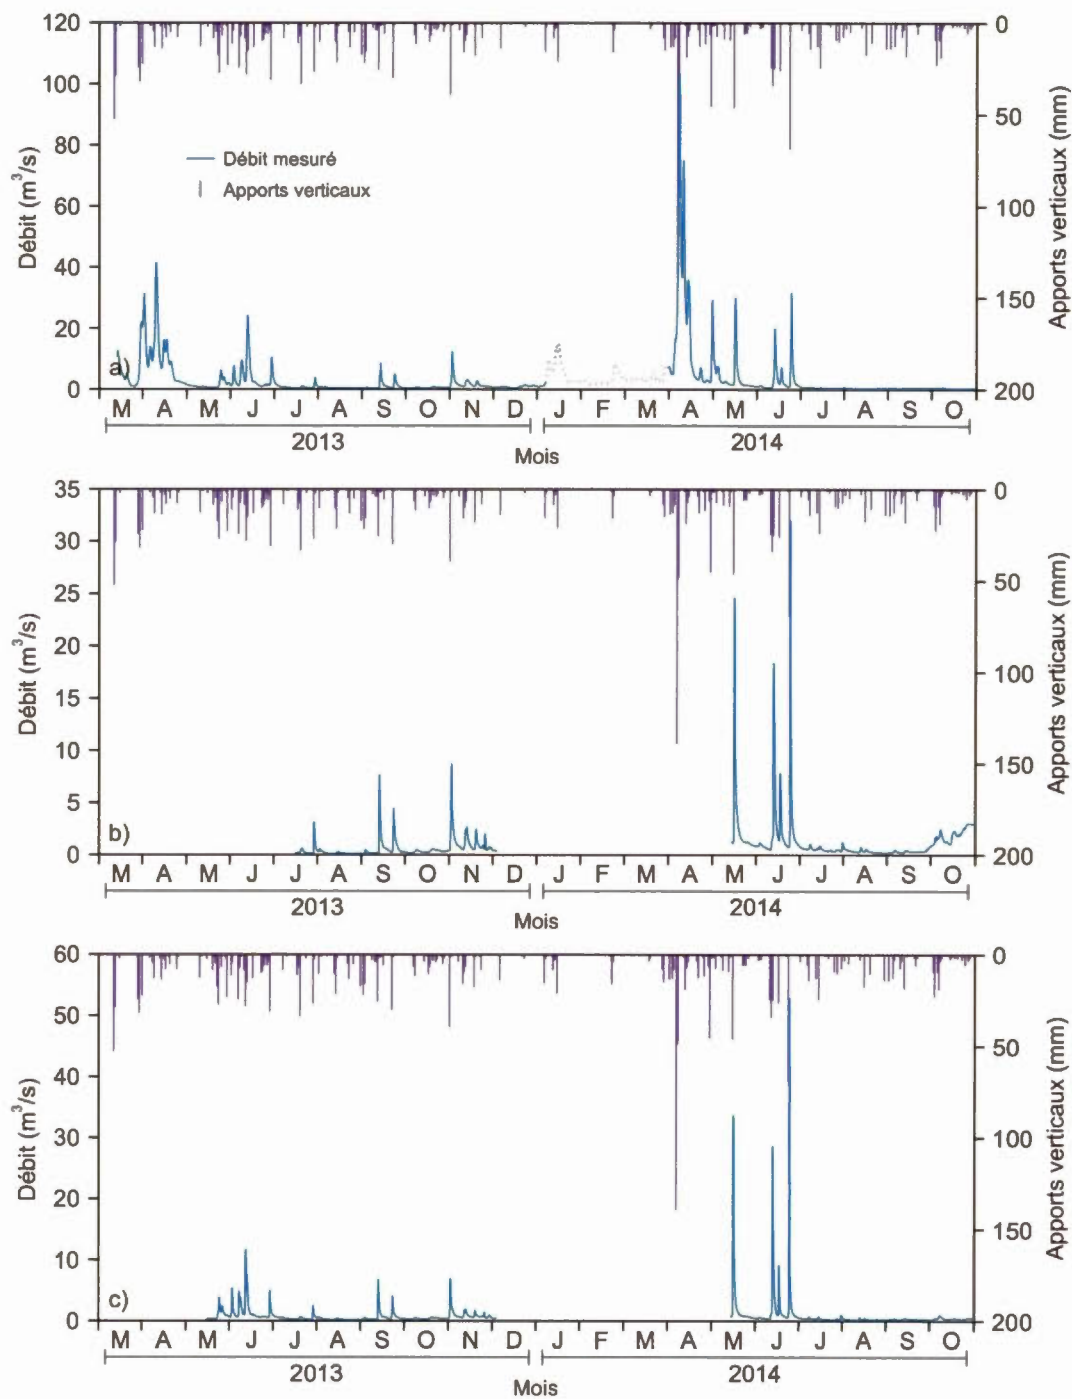 120
100
80
60
40
20
0
Débit (m³/s)
0
50
100
150
200
Apports verticaux (mm)
Débit mesuré
Apports verticaux
a)
M A M J J A S O N D J F M A M J J A S O
2013
2014
Mois
35
30
25
20
15
10
5
0
Débit (m³/s)
0
50
100
150
200
Apports verticaux (mm)
b)
M A M J J A S O N D J F M A M J J A S O
2013
2014
Mois
60
50
40
30
20
10
0
Débit (m³/s)
0
50
100
150
200
Apports verticaux (mm)
c)
M A M J J A S O N D J F M A M J J A S O
2013
2014
Mois